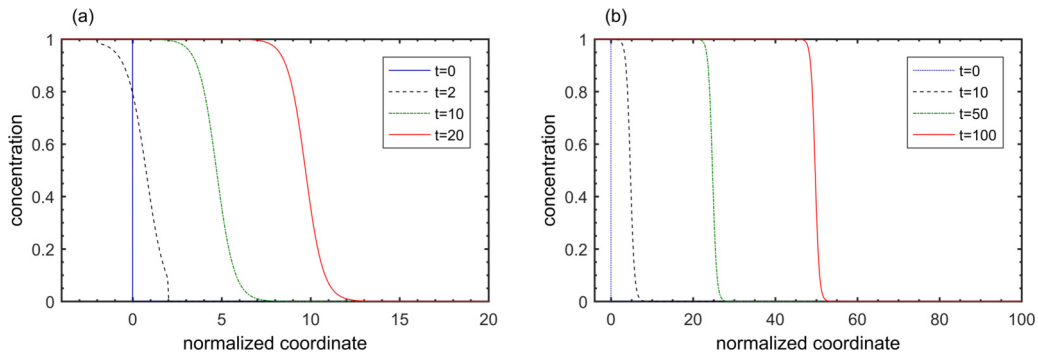 (a)
1
0.8
0.6
0.4
0.2
0
concentration
t=0
t=2
t=10
t=20
0 5 10 15 20
normalized coordinate
(b)
1
0.8
0.6
0.4
0.2
0
concentration
t=0
t=10
t=50
t=100
0 20 40 60 80 100
normalized coordinate